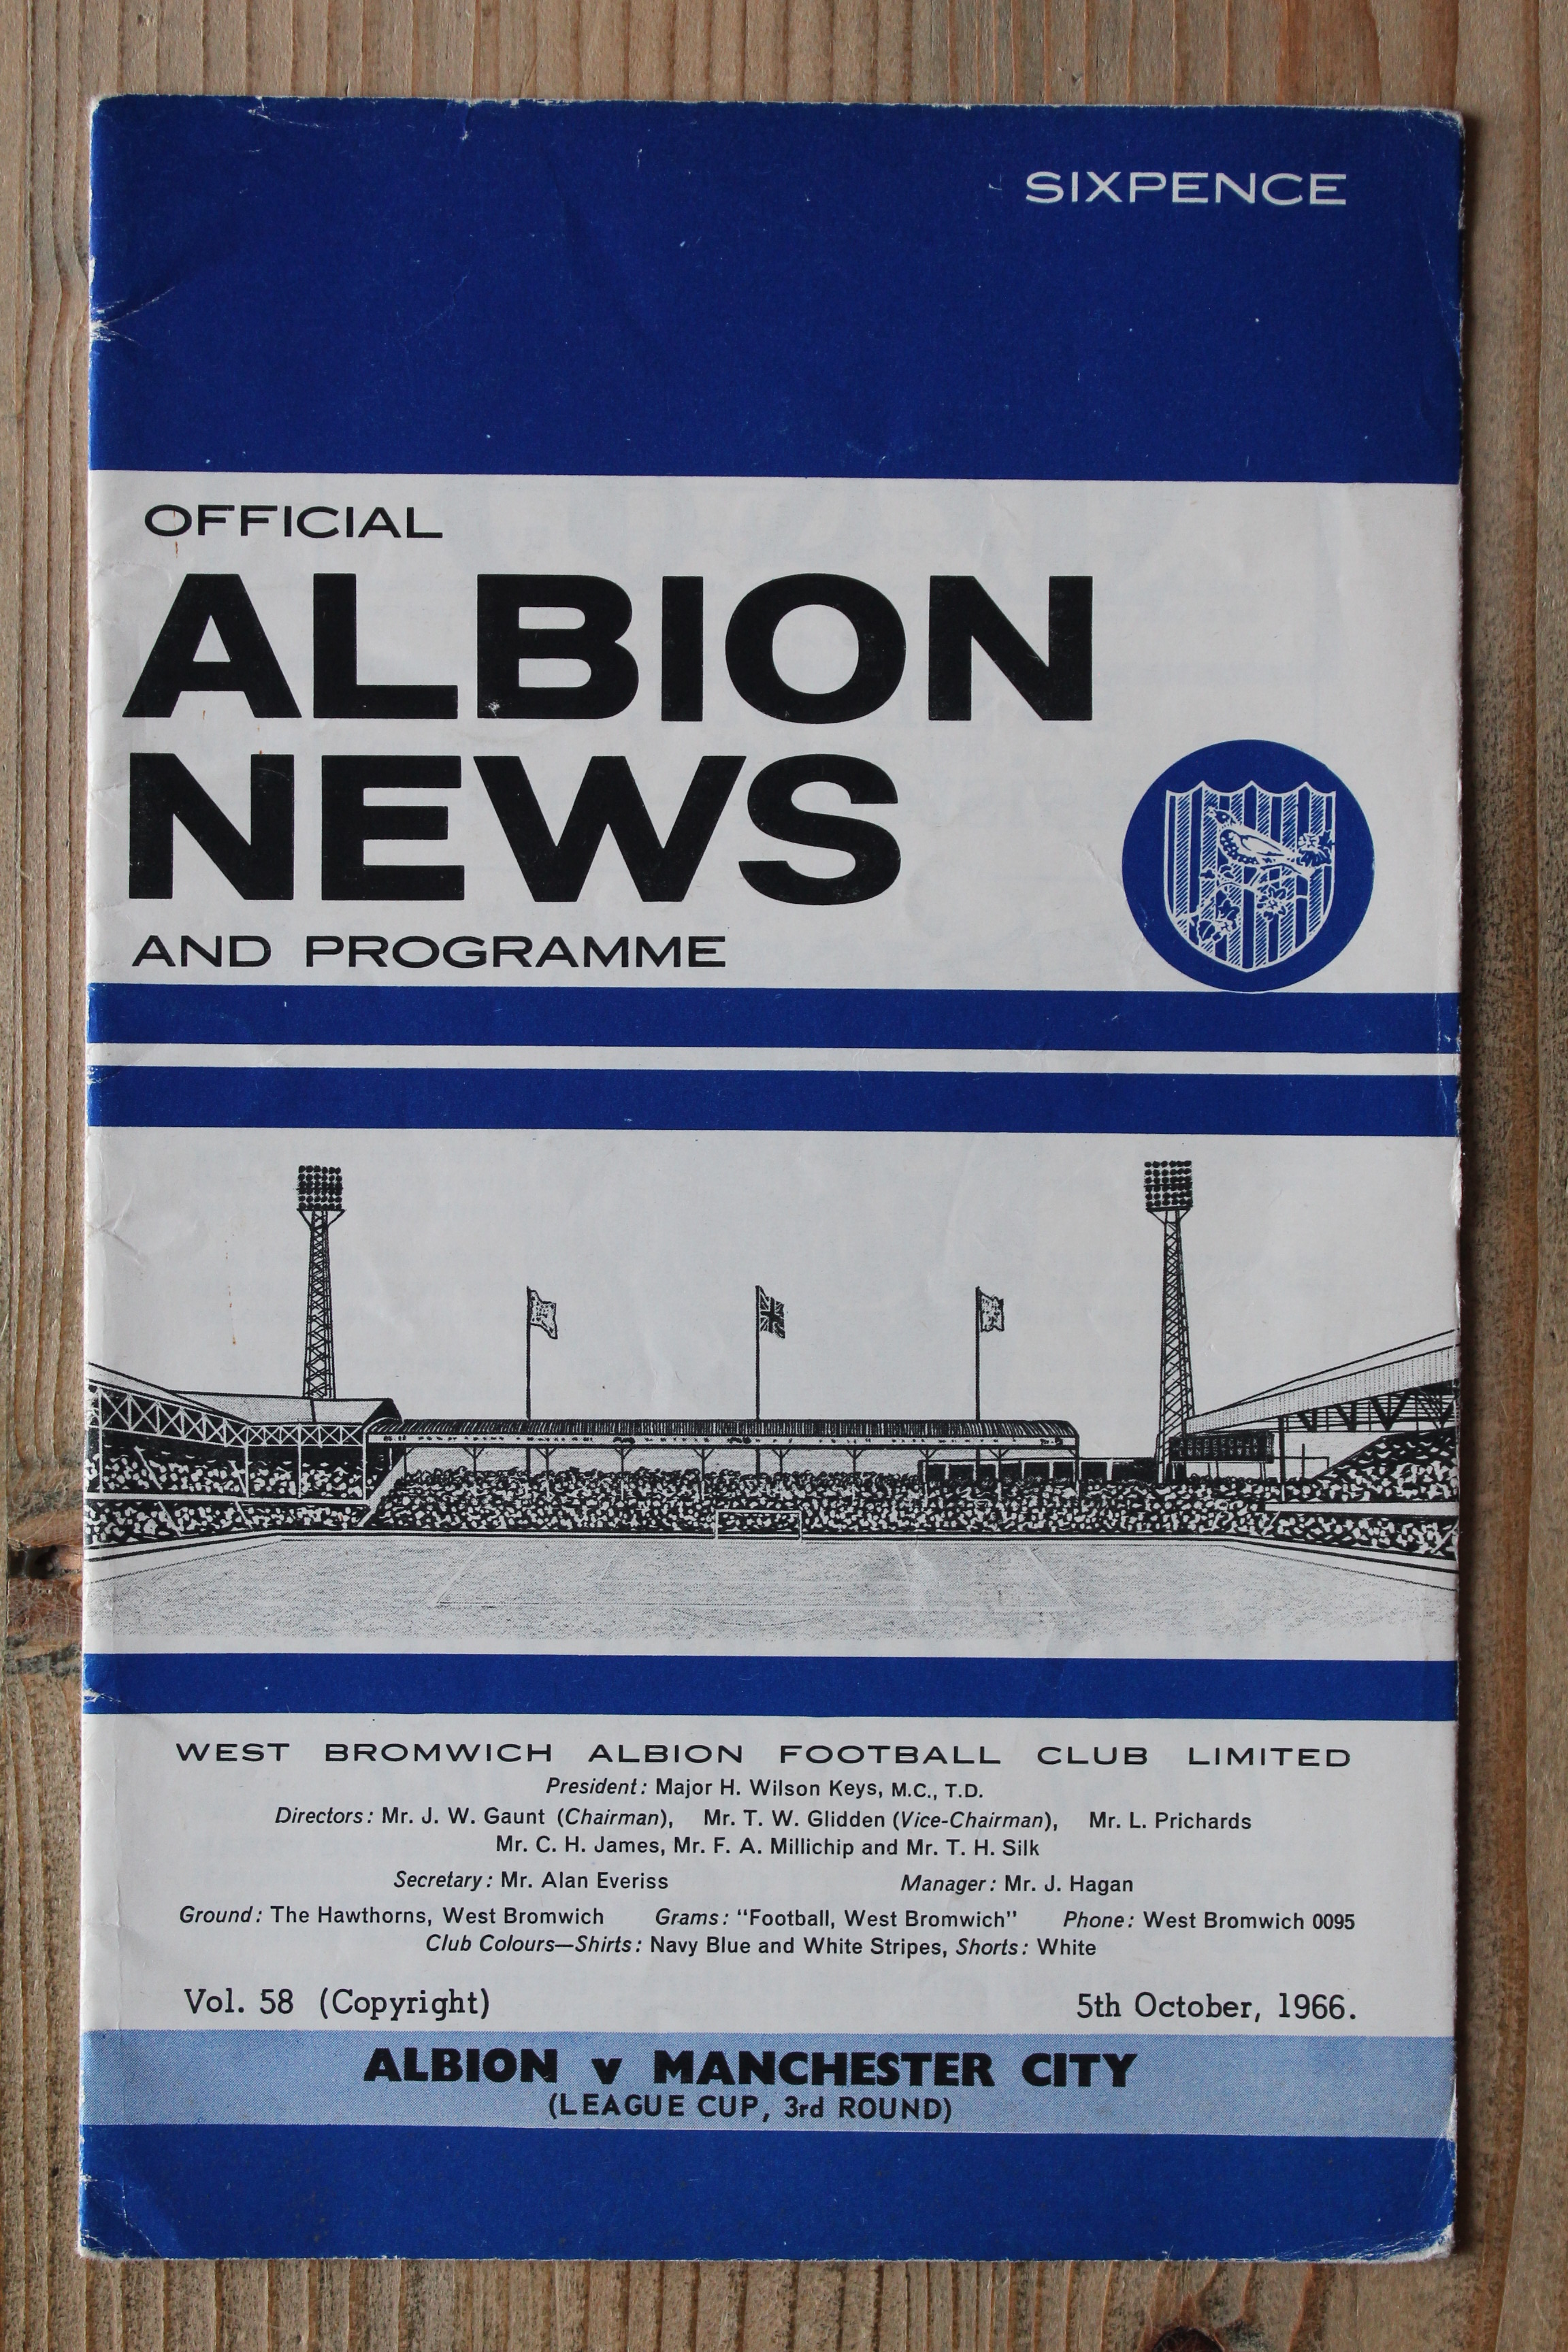 SIXPENCE
OFFICIAL
ALBION
NEWS
AND PROGRAMME
WEST BROMWICH ALBION FOOTBALL CLUB LIMITED
President: Major H. Wilson Keys, M.C., T.D.
Directors: Mr. J. W. Gaunt (Chairman), Mr. T. W. Glidden (Vice-Chairman), Mr. L. Prichards
Mr. C. H. James, Mr. F. A. Millichip and Mr. T. H. Silk
Secretary: Mr. Alan Everiss Manager: Mr. J. Hagan
Ground: The Hawthorns, West Bromwich Grams: "Football, West Bromwich" Phone: West Bromwich 0095
Club Colours—Shirts: Navy Blue and White Stripes, Shorts: White
Vol. 58 (Copyright) 5th October, 1966.
ALBION v MANCHESTER CITY
(LEAGUE CUP, 3rd ROUND)